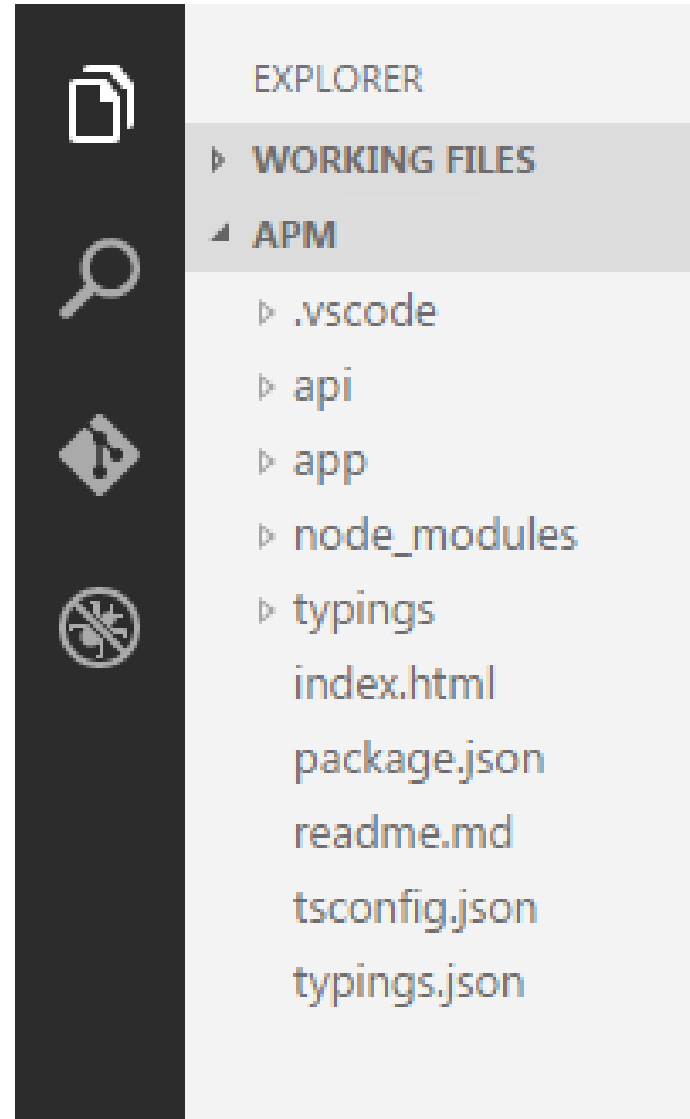 EXPLORER
WORKING FILES
APM
.vscode
api
app
node_modules
typings
index.html
package.json
readme.md
tsconfig.json
typings.json